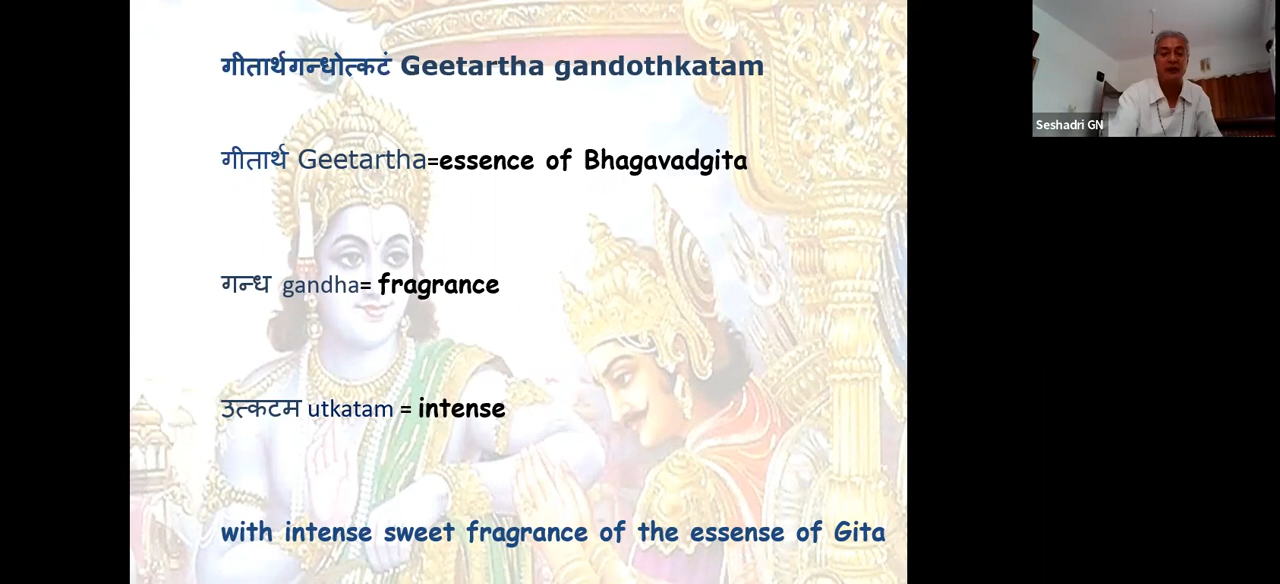 गीतार्थगन्धोत्कटं Geetartha gandothkatam
गीतार्थ Geetartha=essence of Bhagavadgita
गन्ध gandha= fragrance
उत्कटम utkatam = intense
with intense sweet fragrance of the essense of Gita
Seshadri GN